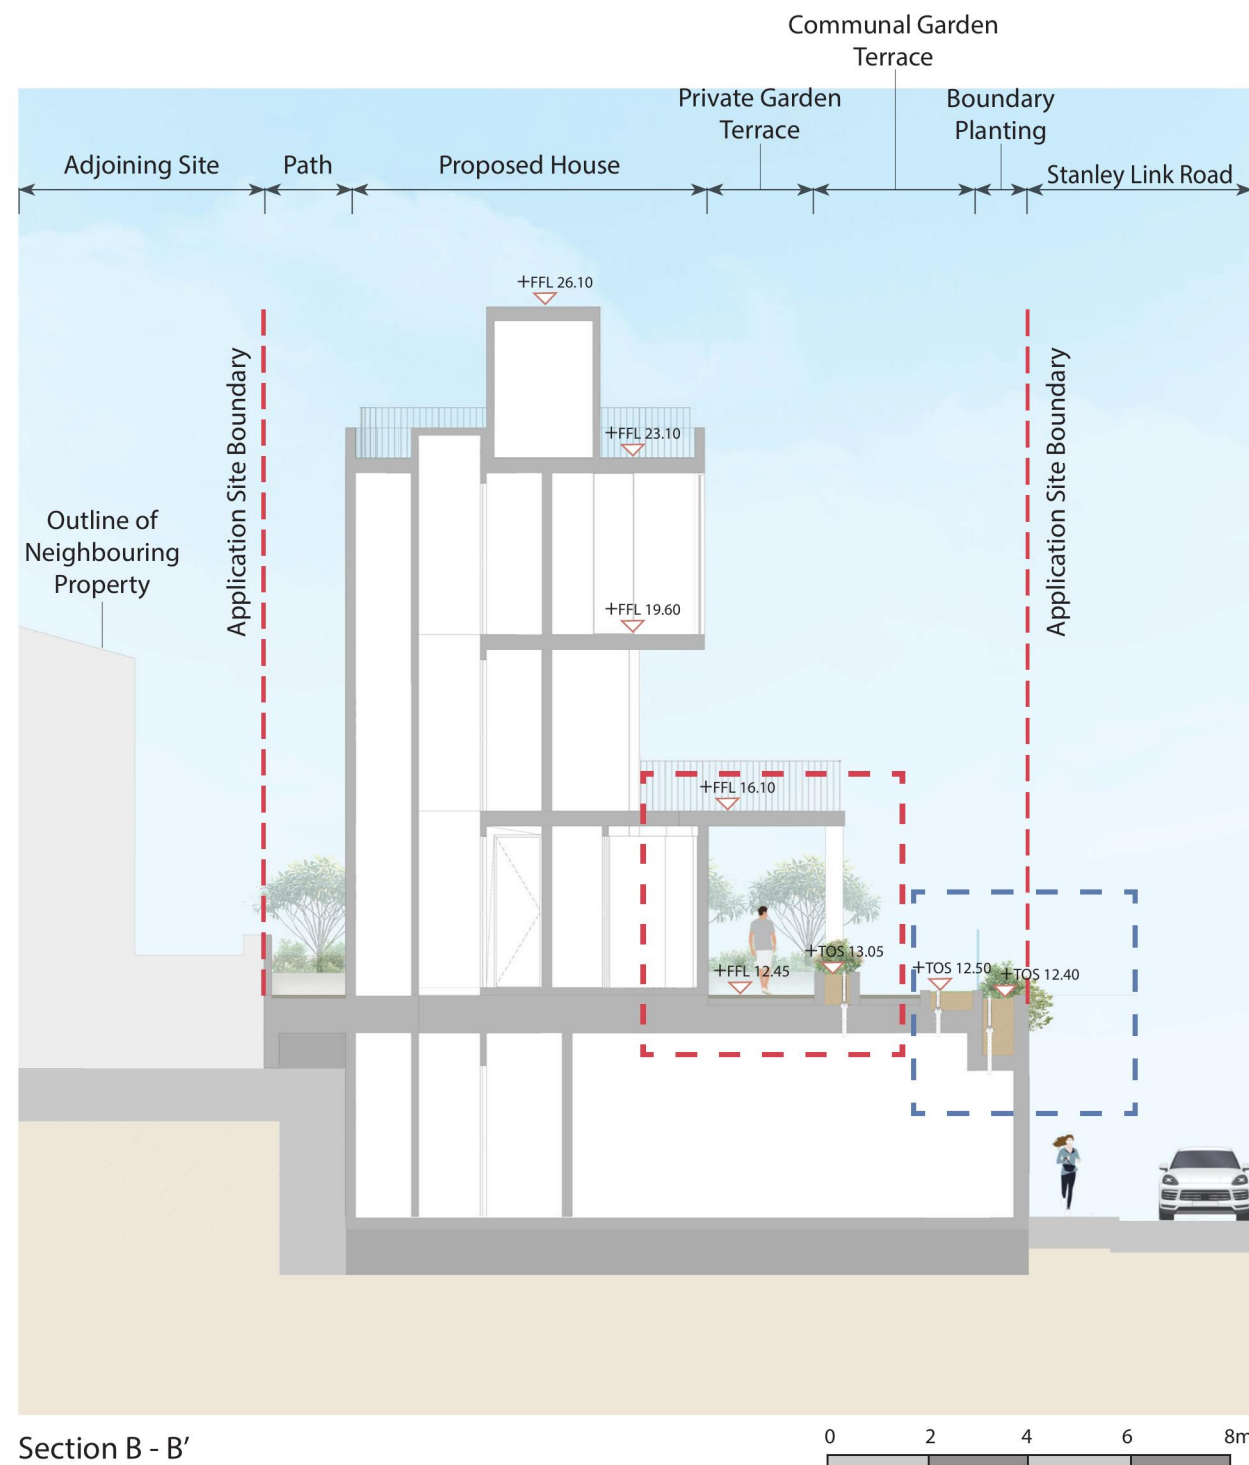 Communal Garden
Terrace
Private Garden
Terrace
Boundary
Planting
Adjoining Site
Path
Proposed House
Stanley Link Road
+FFL 26.10
Application Site Boundary
Application Site Boundary
+FFL 23.10
Outline of
Neighbouring
Property
+FFL 19.60
+FFL 16.10
+TOS 13.05
+FFL 12.45
+TOS 12.50
+TOS 12.40
Section B - B’
0 2 4 6 8m